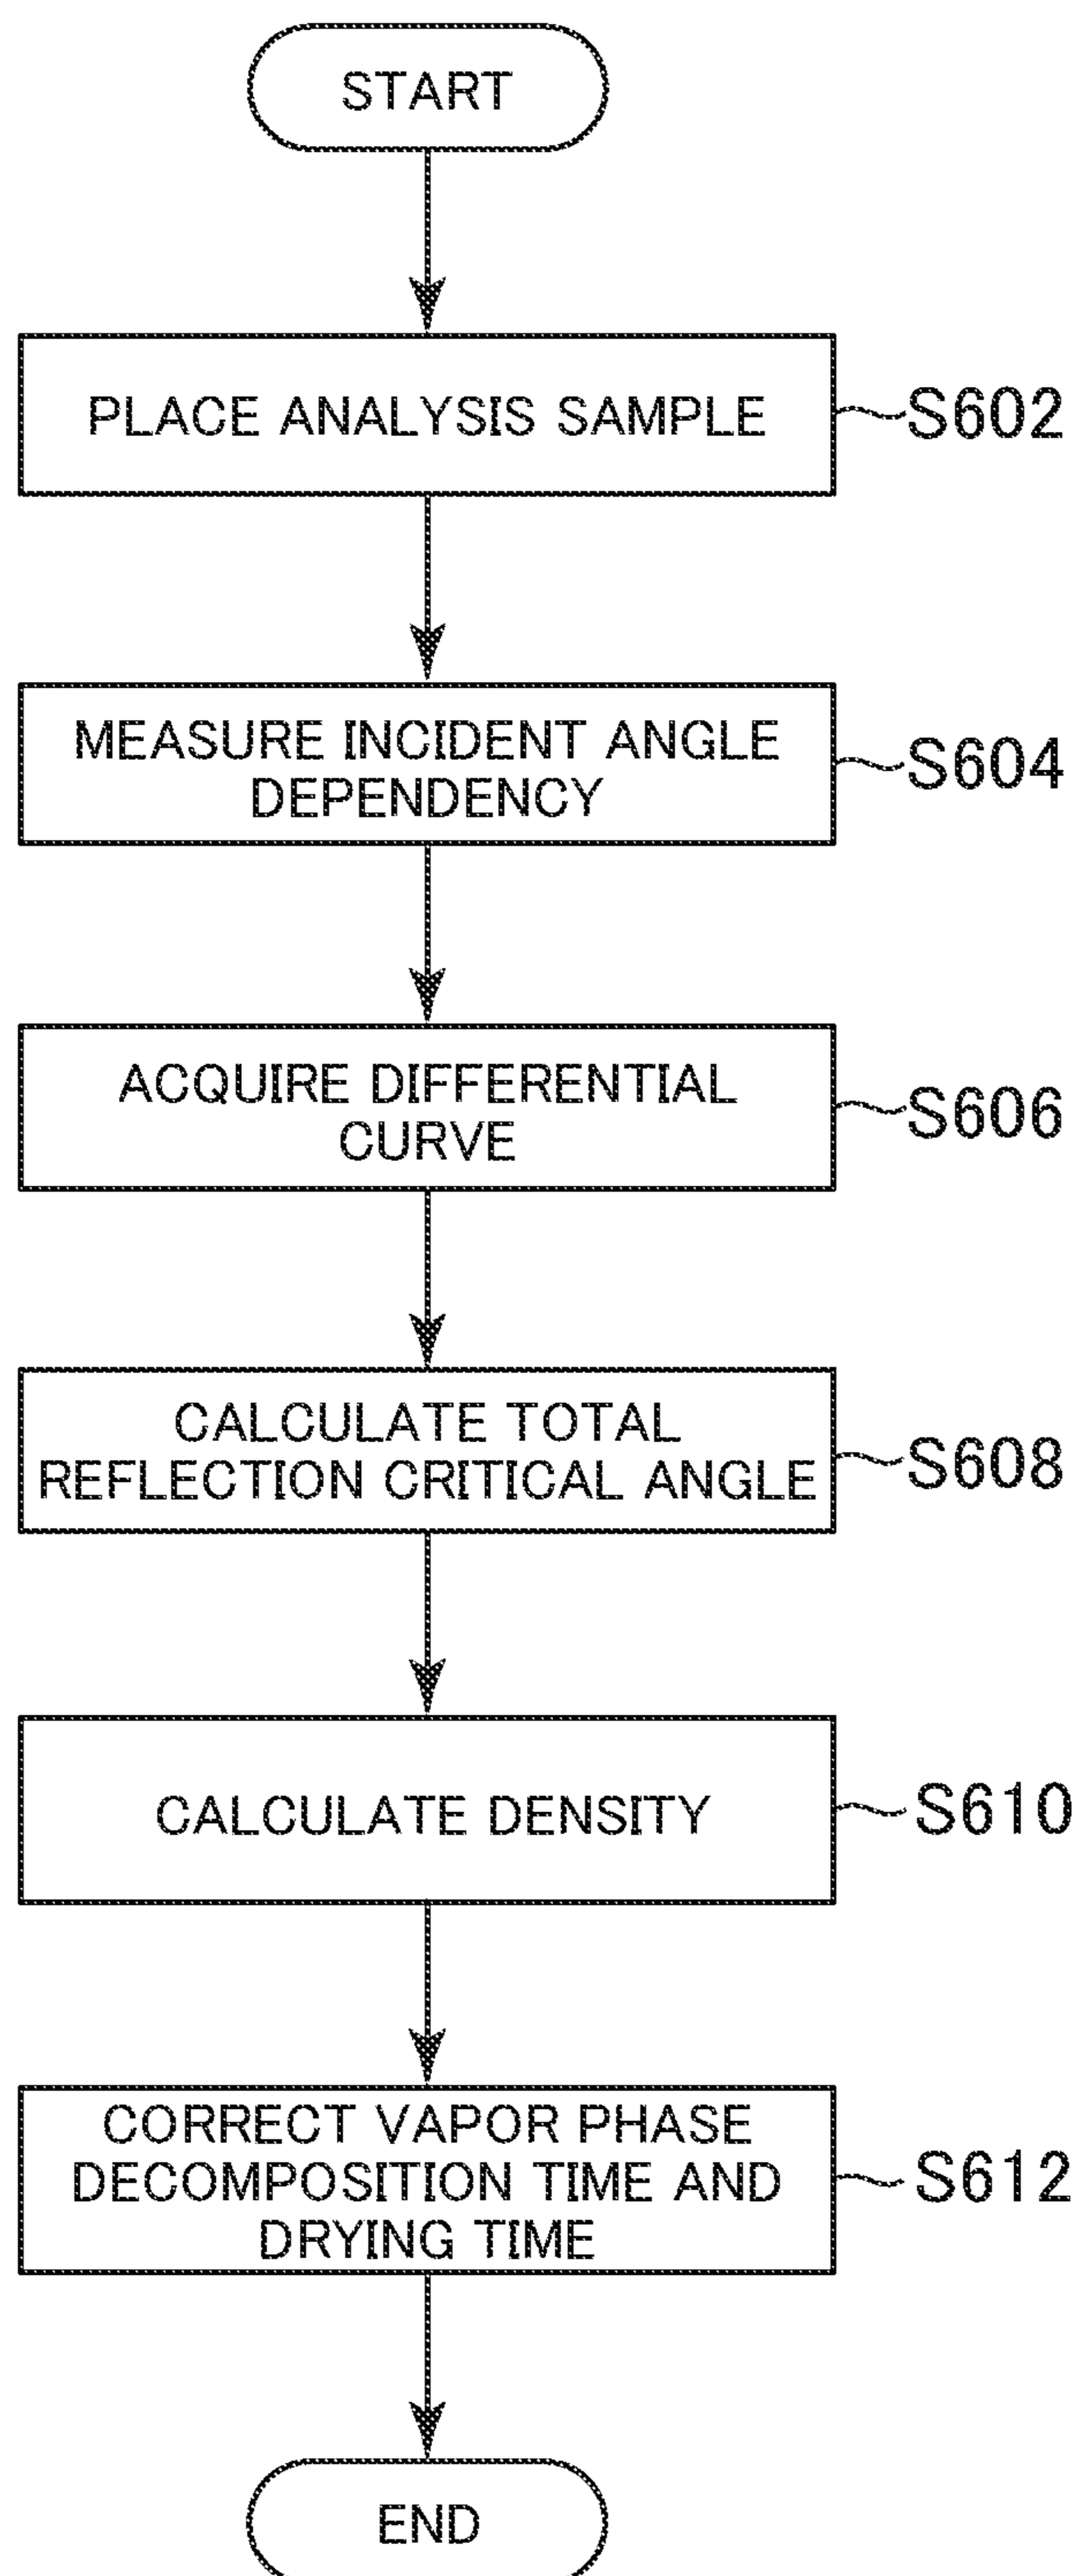 START
PLACE ANALYSIS SAMPLE
S602
MEASURE INCIDENT ANGLE
DEPENDENCY
S604
ACQUIRE DIFFERENTIAL
CURVE
S606
CALCULATE TOTAL
REFLECTION CRITICAL ANGLE
S608
CALCULATE DENSITY
S610
CORRECT VAPOR PHASE
DECOMPOSITION TIME AND
DRYING TIME
S612
END